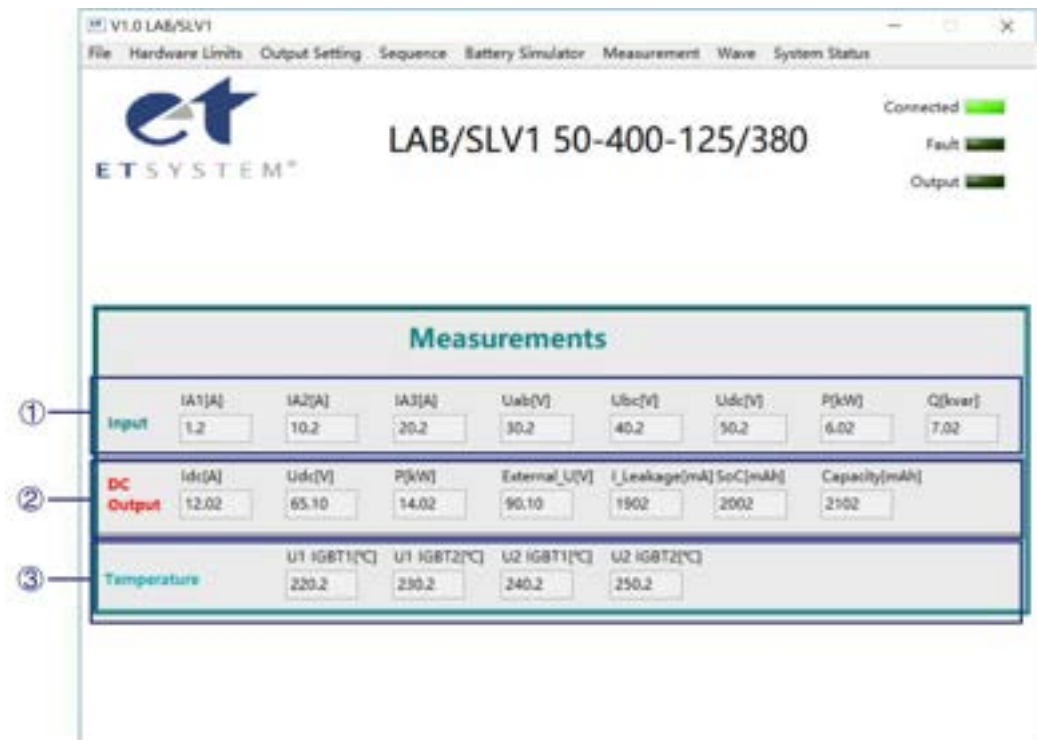 V1.0 LAB/SLV1
File Hardware Limits Output Setting Sequence Battery Simulator Measurement Wave System Status
et
ETSYSTEM®
LAB/SLV1 50-400-125/380
Connected
Fault
Output
Measurements
①
Input
IA1[A] IA2[A] IA3[A] Uab[V] Ubc[V] Udc[V] P[kW] Q[kvar]
1.2 10.2 20.2 30.2 40.2 50.2 6.02 7.02
②
DC Output
Idc[A] Udc[V] P[kW] External_U[V] I_Leakage[mA] SoC[mAh] Capacity[mAh]
12.02 65.10 14.02 90.10 1902 2002 2102
③
Temperature
U1 IGBT1[℃] U1 IGBT2[℃] U2 IGBT1[℃] U2 IGBT2[℃]
220.2 230.2 240.2 250.2